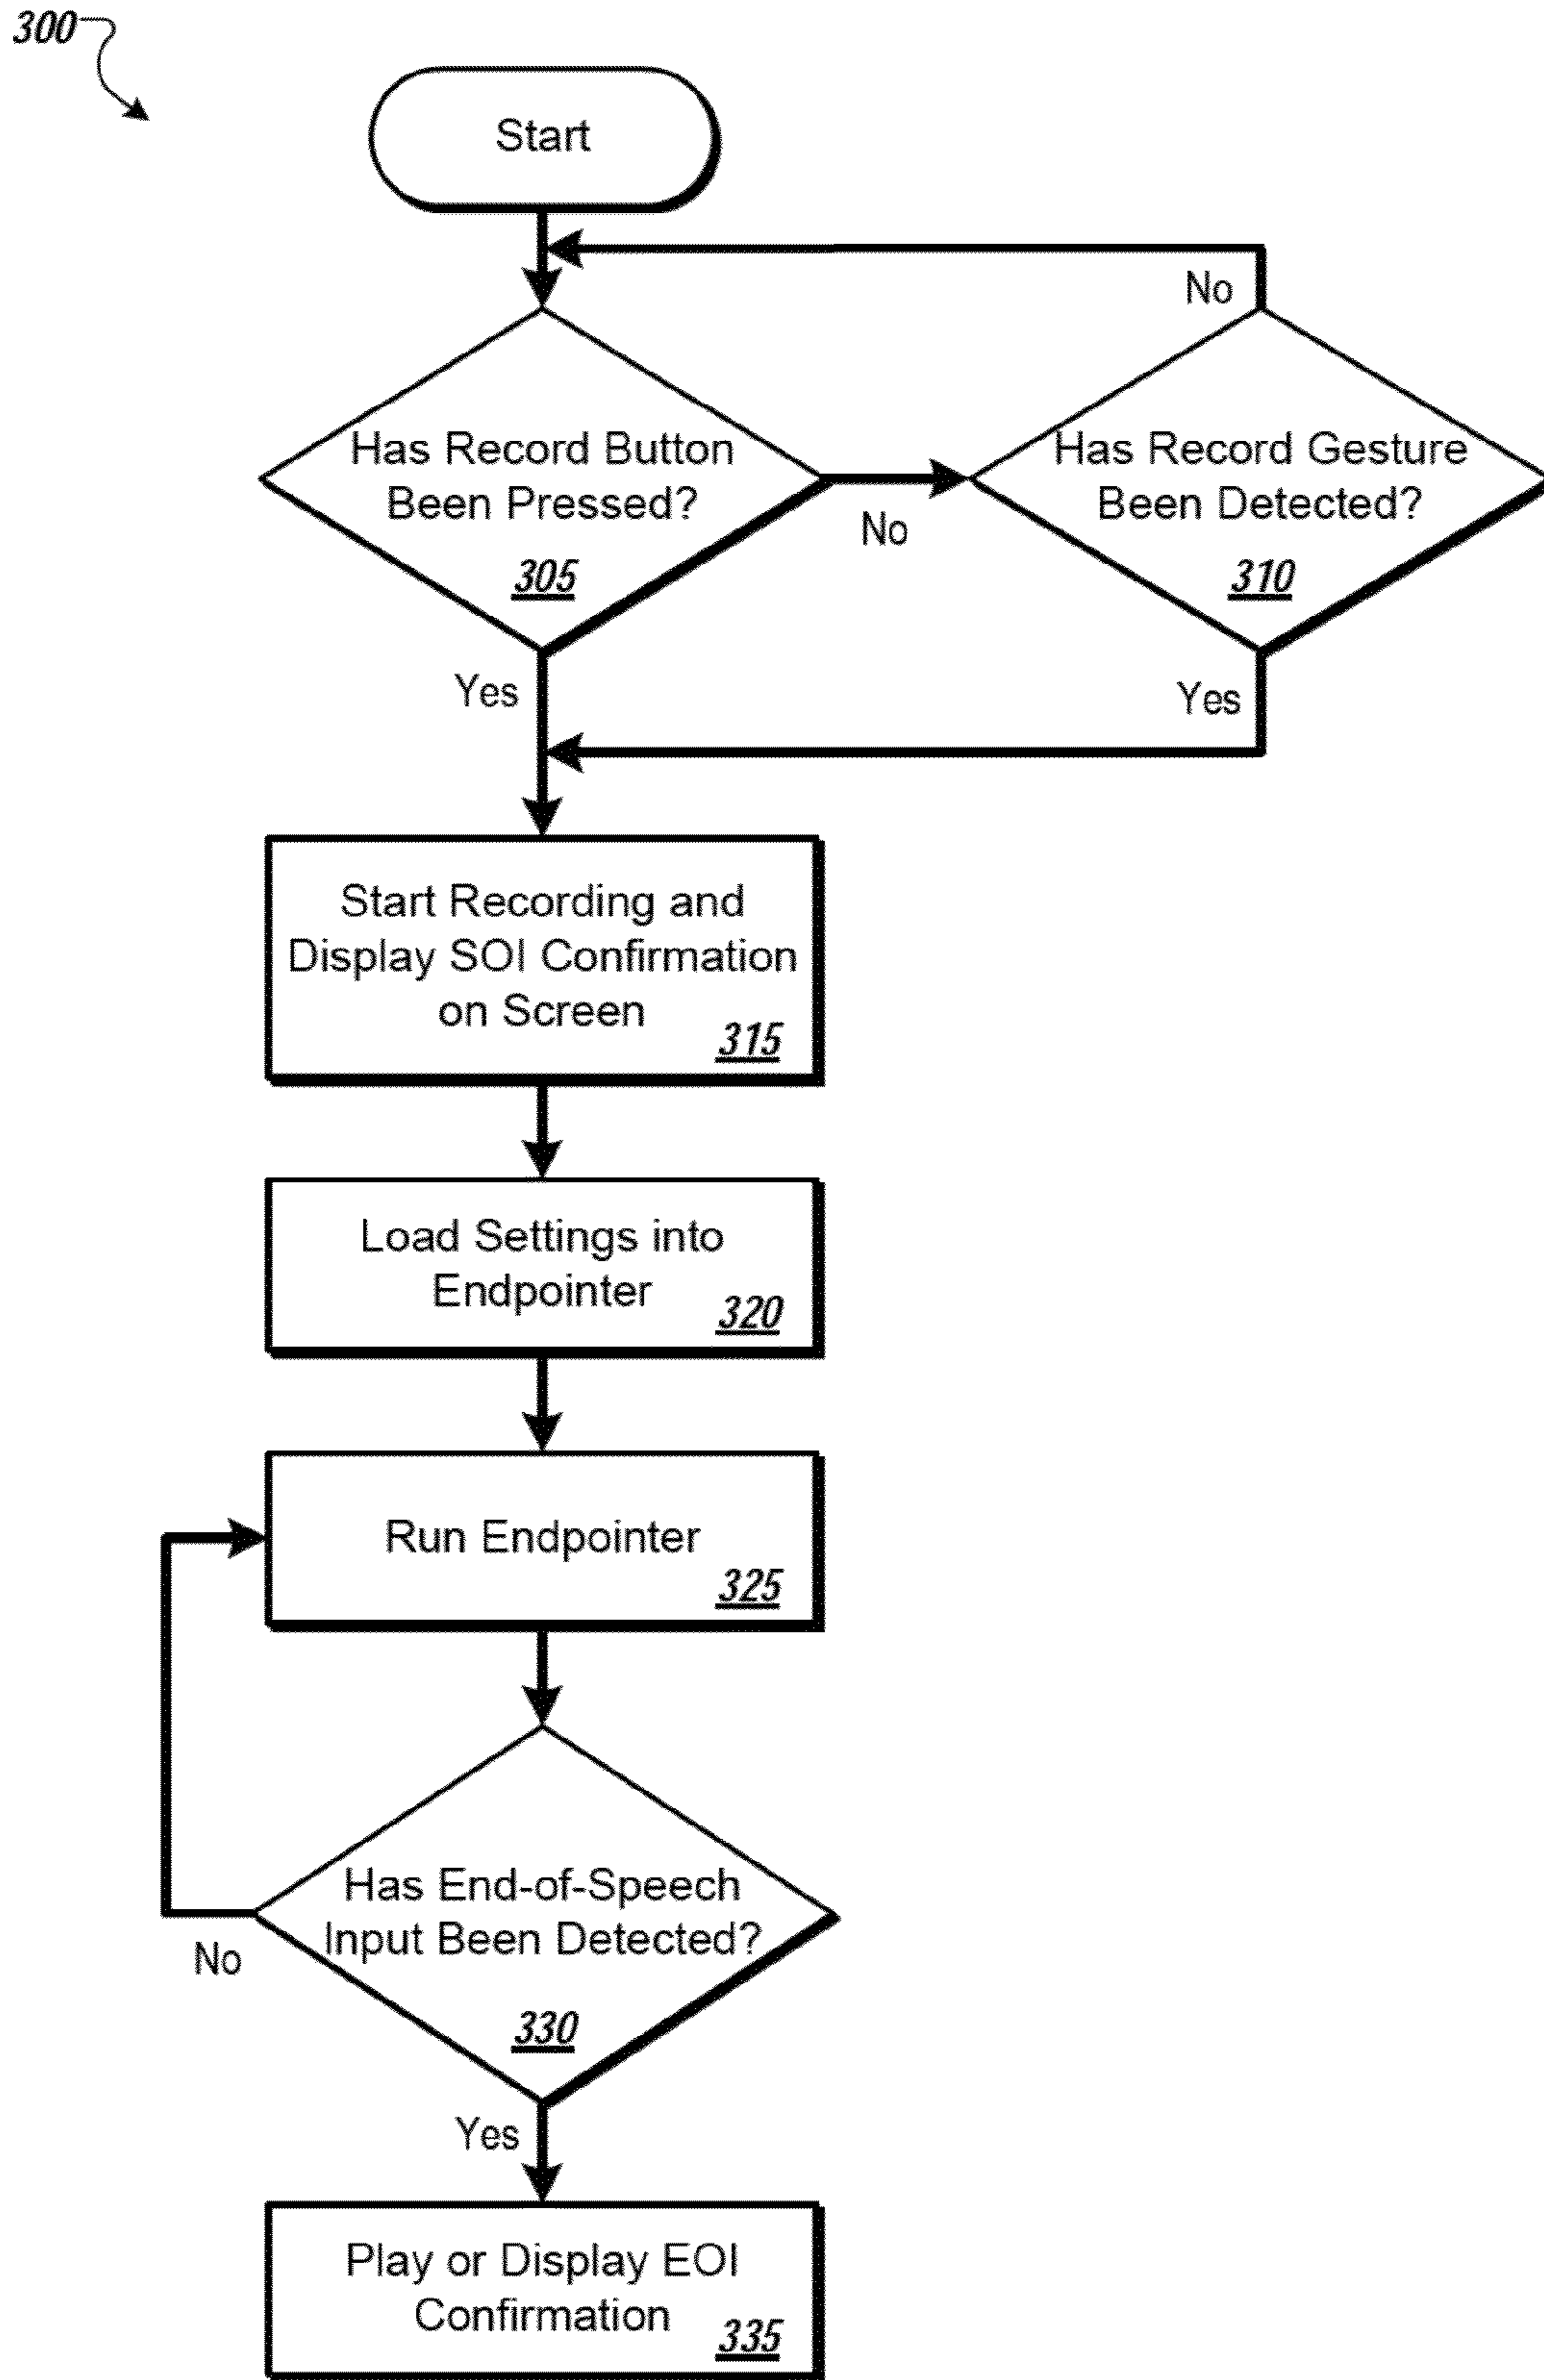 300
Start
No
Has Record Button
Been Pressed?
305
No
Has Record Gesture
Been Detected?
310
Yes
Yes
Start Recording and
Display SOI Confirmation
on Screen
315
Load Settings into
Endpointer
320
Run Endpointer
325
Has End-of-Speech
Input Been Detected?
330
No
Yes
Play or Display EOI
Confirmation
335